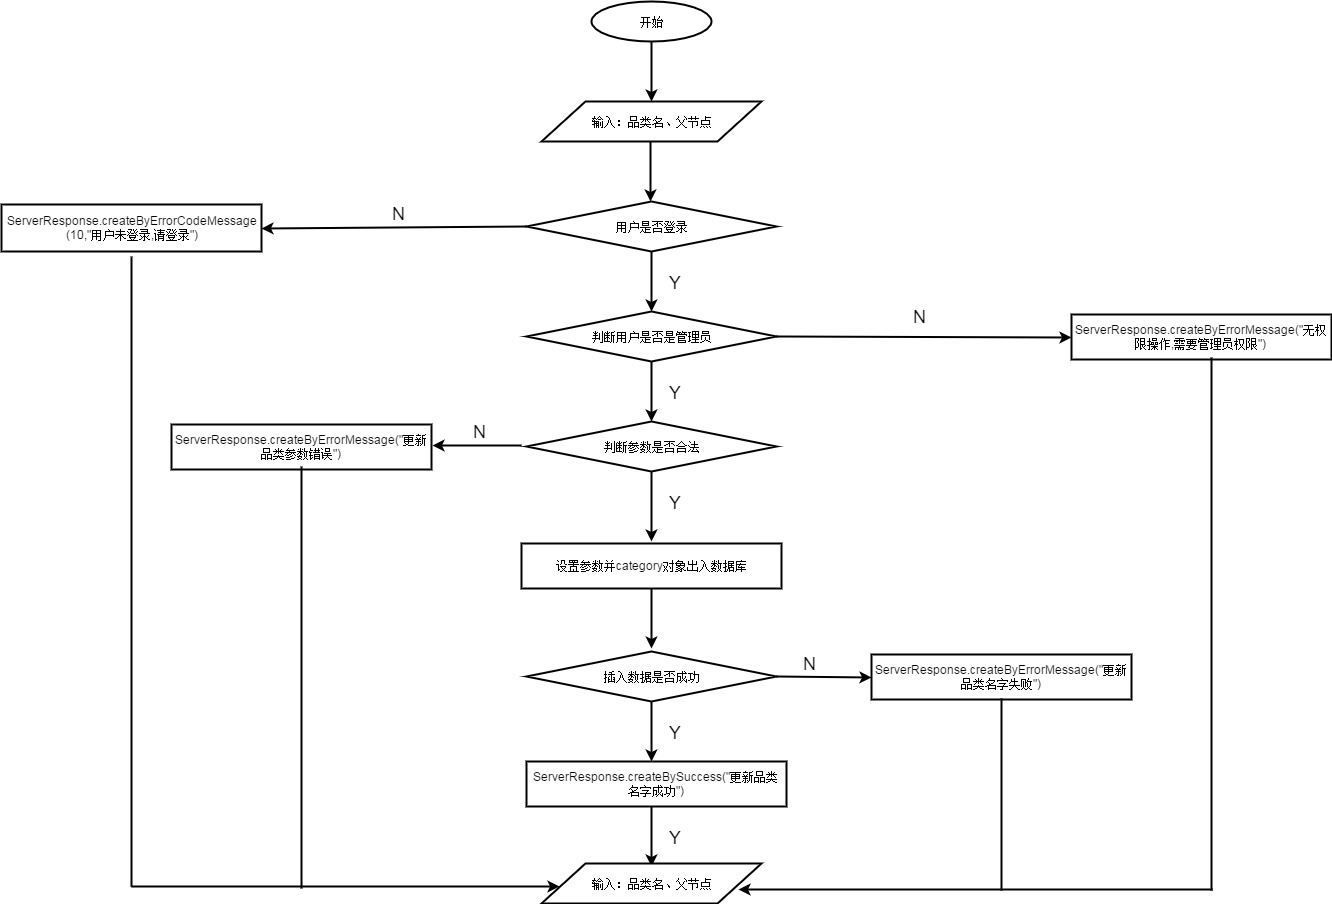 开始
输入：品类名、父节点
用户是否登录
N
ServerResponse.createByErrorCodeMessage
(10,"用户未登录,请登录")
Y
判断用户是否是管理员
N
ServerResponse.createByErrorMessage("无权
限操作,需要管理员权限")
Y
判断参数是否合法
N
ServerResponse.createByErrorMessage("更新
品类参数错误")
Y
设置参数并category对象出入数据库
插入数据是否成功
N
ServerResponse.createByErrorMessage("更新
品类名字失败")
Y
ServerResponse.createBySuccess("更新品类
名字成功")
Y
输入：品类名、父节点